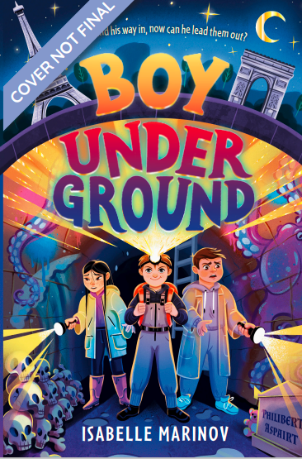 COVER NOT FINAL
nd his way in, now can he lead them out?
BOY
UNDER
GROUND
PHILIBERT
ASPAIRT
ISABELLE MARINOV